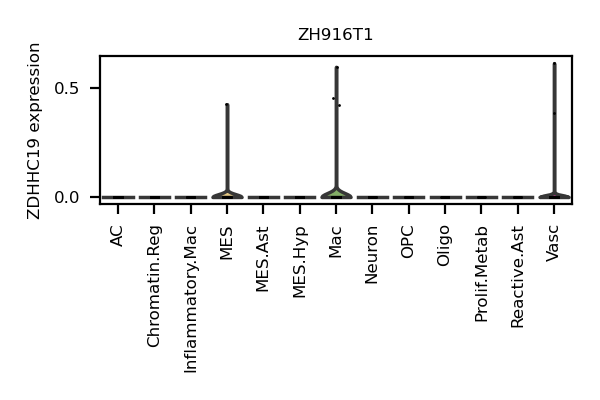 ZH916T1
ZDHHC19 expression
0.5
0.0
AC
Chromatin.Reg
Inflammatory.Mac
MES
MES.Ast
MES.Hyp
Mac
Neuron
OPC
Oligo
Prolif.Metab
Reactive.Ast
Vasc